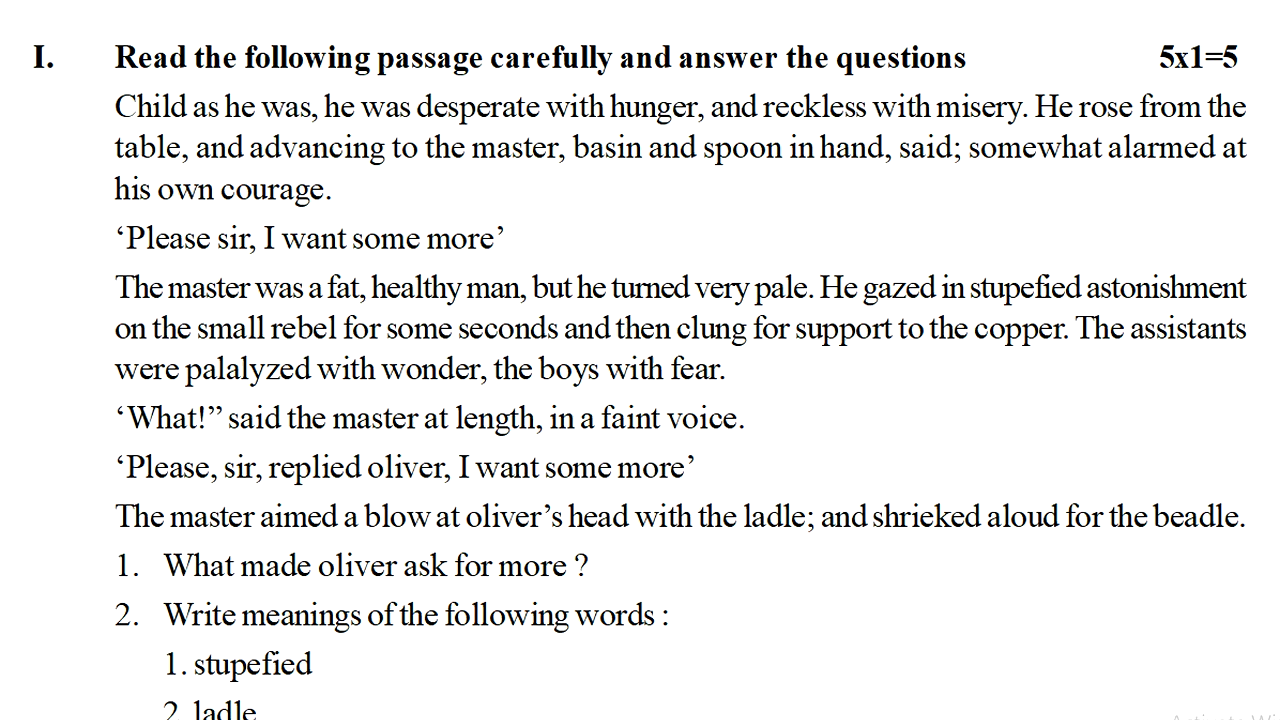 I. Read the following passage carefully and answer the questions 5x1=5
Child as he was, he was desperate with hunger, and reckless with misery. He rose from the
table, and advancing to the master, basin and spoon in hand, said; somewhat alarmed at
his own courage.
‘Please sir, I want some more’
The master was a fat, healthy man, but he turned very pale. He gazed in stupefied astonishment
on the small rebel for some seconds and then clung for support to the copper. The assistants
were palalyzed with wonder, the boys with fear.
‘What!” said the master at length, in a faint voice.
‘Please, sir, replied oliver, I want some more’
The master aimed a blow at oliver’s head with the ladle; and shrieked aloud for the beadle.
1. What made oliver ask for more ?
2. Write meanings of the following words :
1. stupefied
2. ladle